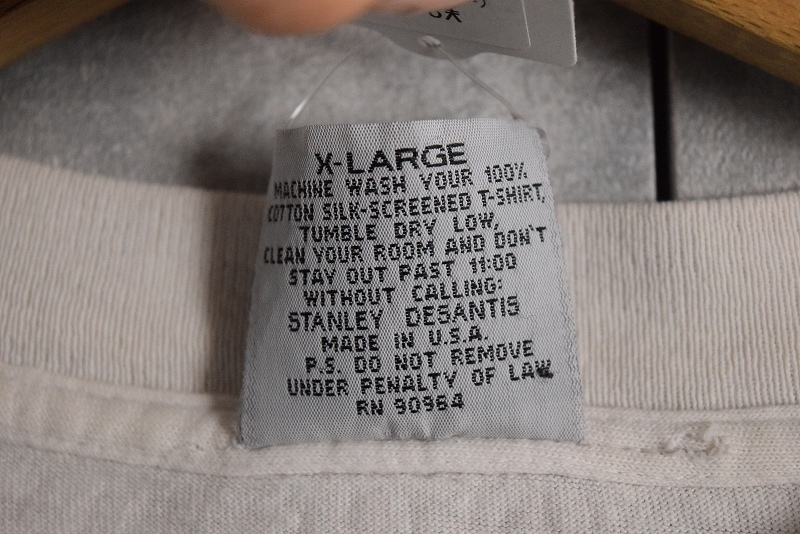 X-LARGE
MACHINE WASH YOUR 100%
COTTON SILK-SCREENED T-SHIRT,
TUMBLE DRY LOW,
CLEAN YOUR ROOM AND DON'T
STAY OUT PAST 11:00
WITHOUT CALLING:
STANLEY DESANTIS
MADE IN U.S.A.
P.S. DO NOT REMOVE
UNDER PENALTY OF LAW
RN 90984